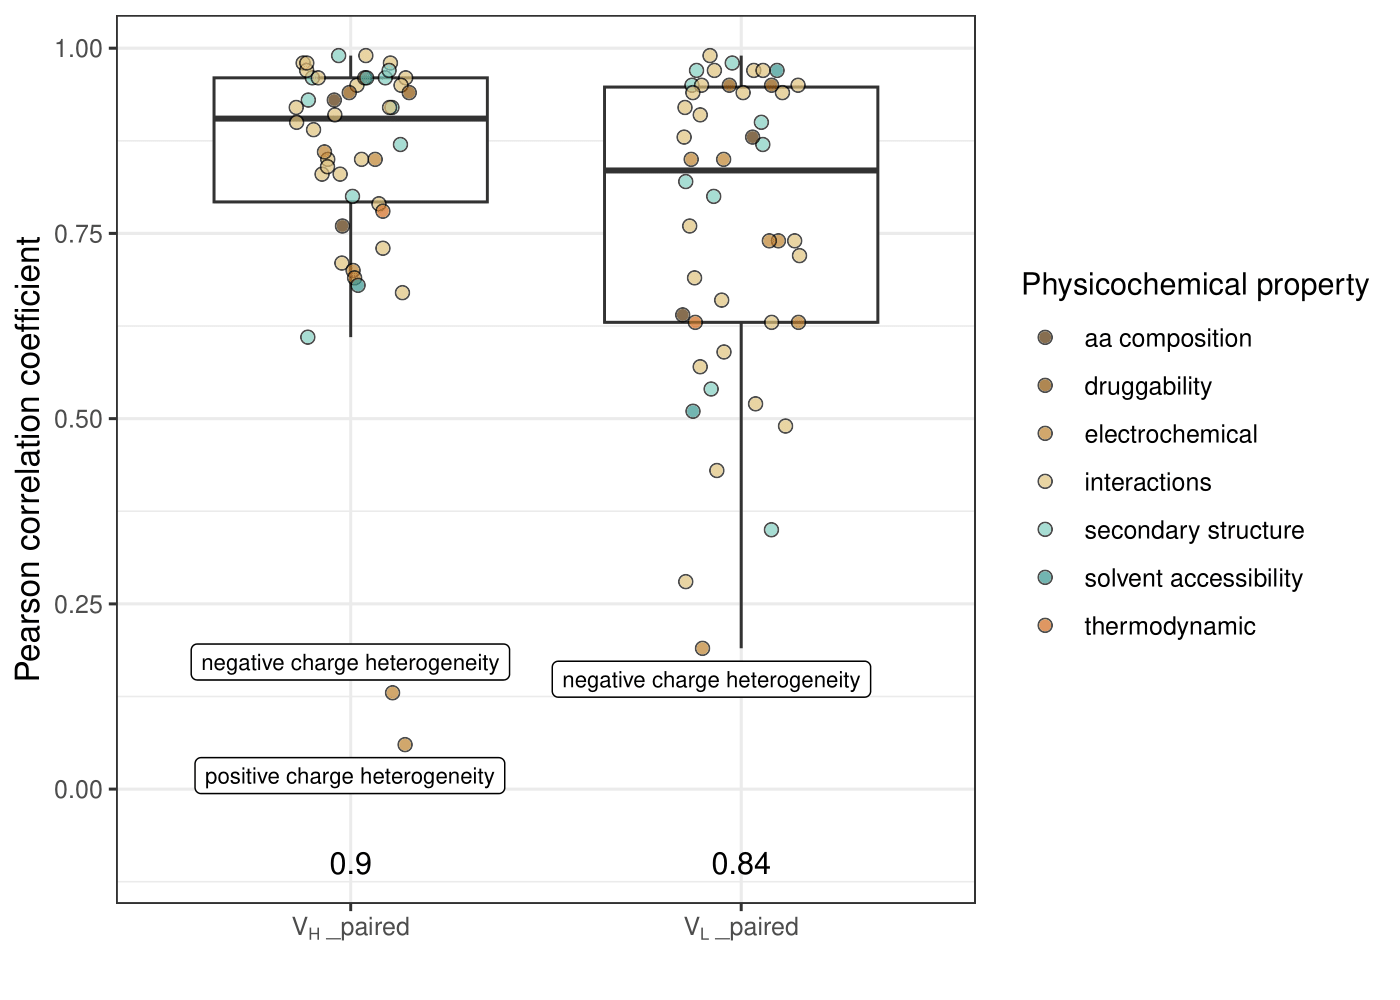 Pearson correlation coefficient
1.00
0.75
0.50
0.25
0.00
negative charge heterogeneity
positive charge heterogeneity
negative charge heterogeneity
0.9
0.84
VH _paired
VL _paired
Physicochemical property
aa composition
druggability
electrochemical
interactions
secondary structure
solvent accessibility
thermodynamic